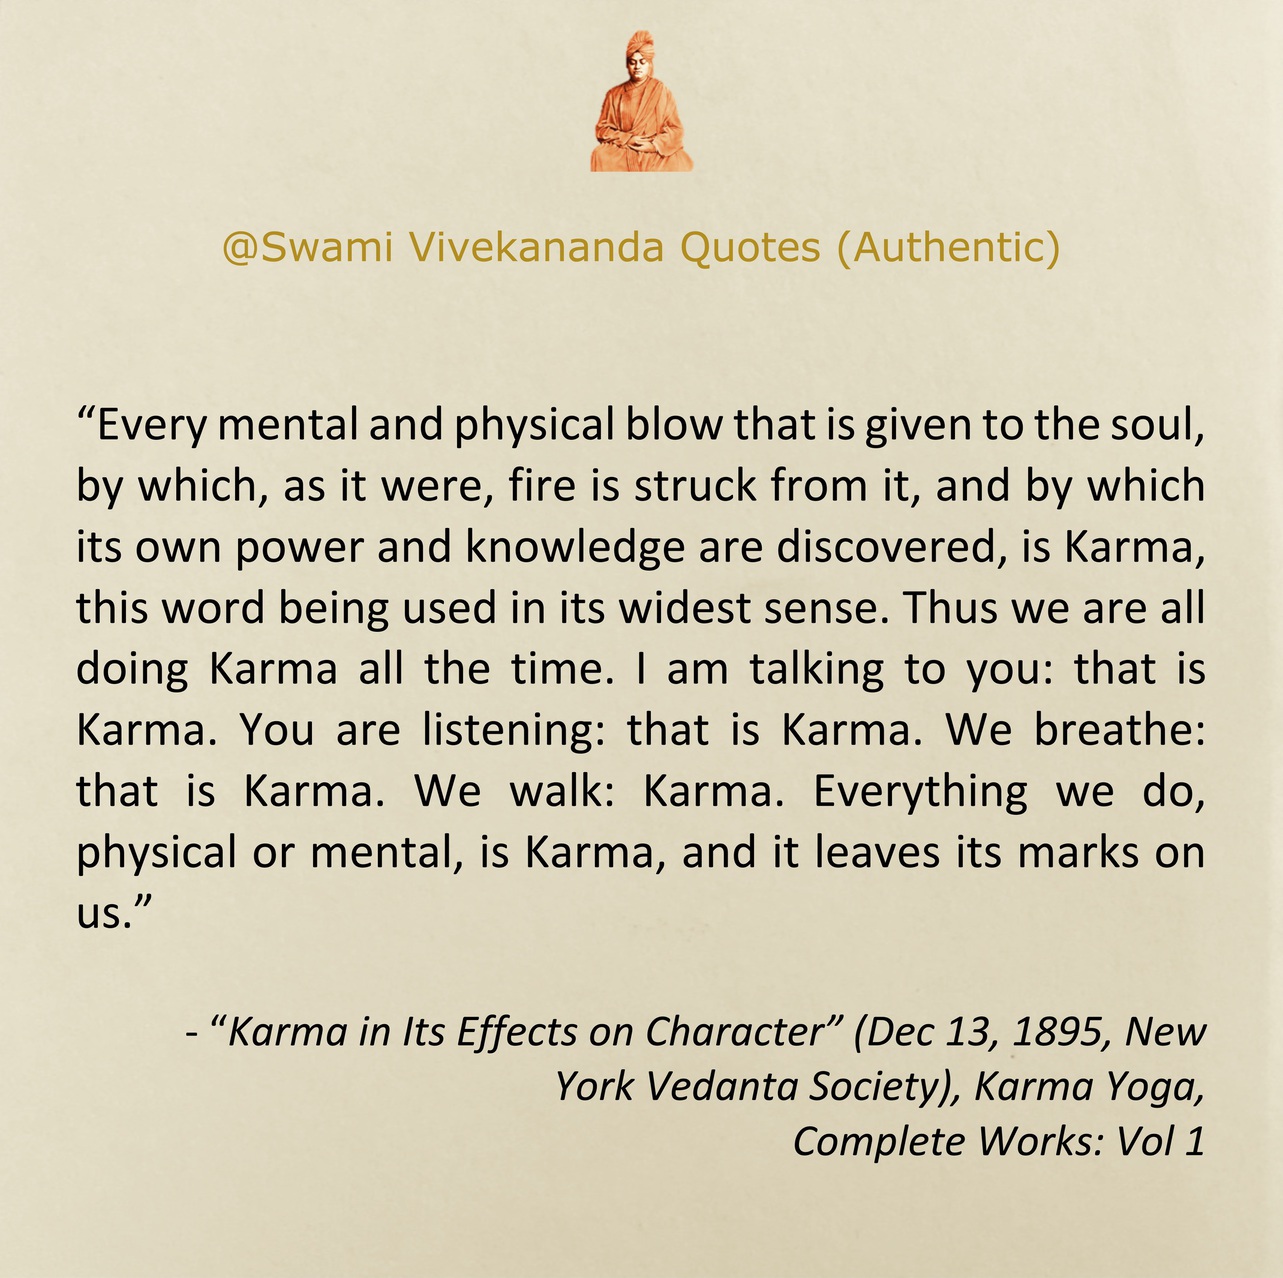 @Swami Vivekananda Quotes (Authentic)
“Every mental and physical blow that is given to the soul,
by which, as it were, fire is struck from it, and by which
its own power and knowledge are discovered, is Karma,
this word being used in its widest sense. Thus we are all
doing Karma all the time. I am talking to you: that is
Karma. You are listening: that is Karma. We breathe:
that is Karma. We walk: Karma. Everything we do,
physical or mental, is Karma, and it leaves its marks on
us.”
- “Karma in Its Effects on Character” (Dec 13, 1895, New
York Vedanta Society), Karma Yoga,
Complete Works: Vol 1